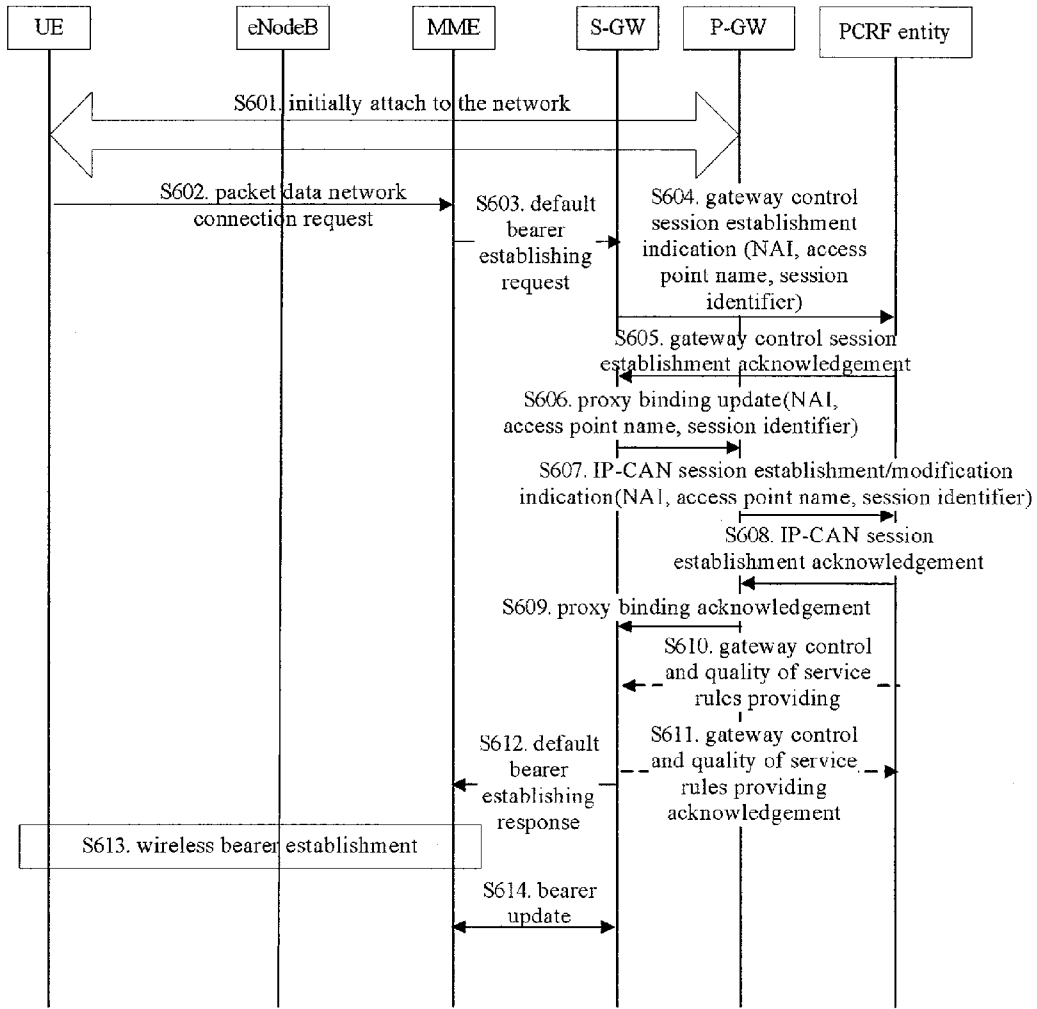 UE
eNodeB
MME
S-GW
P-GW
PCRF entity
S601. initially attach to the network
S602. packet data network
connection request
S603. default
bearer
establishing
request
S604. gateway control
session establishment
indication (NAI, access
point name, session
identifier)
S605. gateway control session
establishment acknowledgement
S606. proxy binding update(NAI,
access point name, session identifier)
S607. IP-CAN session establishment/modification
indication(NAI, access point name, session identifier)
S608. IP-CAN session
establishment acknowledgement
S609. proxy binding acknowledgement
S610. gateway control
and quality of service
rules providing
S611. gateway control
and quality of service
rules providing
acknowledgement
S612. default
bearer
establishing
response
S613. wireless bearer establishment
S614. bearer
update